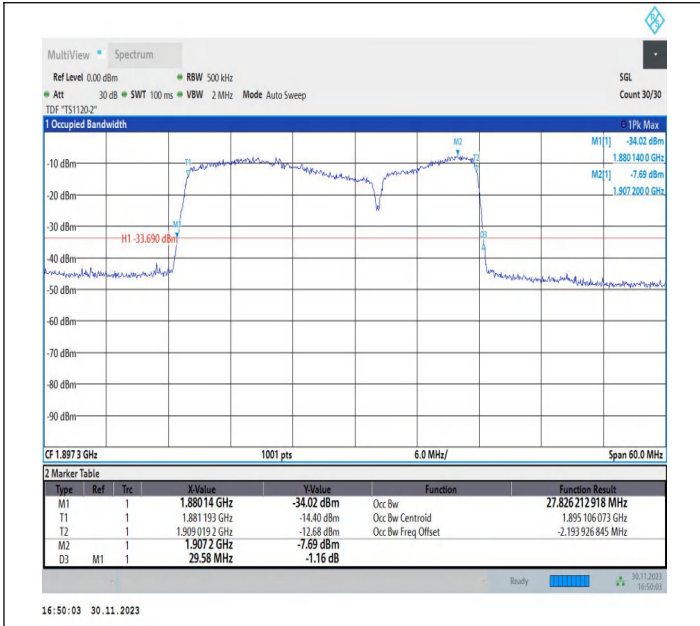 R S
MultiView Spectrum
Ref Level 0.00 dBm RBW 500 kHz SGL
Att 30 dB SWT 100 ms VBW 2 MHz Mode Auto Sweep Count 30/30
TDF "TS1120-2"
1 Occupied Bandwidth 1Pk Max
M1[1] -34.02 dBm
1.880 140 0 GHz
M2[1] -7.69 dBm
1.907 200 0 GHz
M2
T1
T2
-10 dBm
-20 dBm
-30 dBm
M1
D3
H1 -33.690 dBm
-40 dBm
-50 dBm
-60 dBm
-70 dBm
-80 dBm
-90 dBm
CF 1.897 3 GHz 1001 pts 6.0 MHz/ Span 60.0 MHz
2 Marker Table
Type Ref Trc X-Value Y-Value Function Function Result
M1 1 1.880 14 GHz -34.02 dBm Occ Bw 27.826 212 918 MHz
T1 1 1.881 193 GHz -14.40 dBm Occ Bw Centroid 1.895 106 073 GHz
T2 1 1.909 019 2 GHz -12.68 dBm Occ Bw Freq Offset -2.193 926 845 MHz
M2 1 1.907 2 GHz -7.69 dBm
D3 M1 1 29.58 MHz -1.16 dB
Ready 30.11.2023
16:50:03
16:50:03 30.11.2023